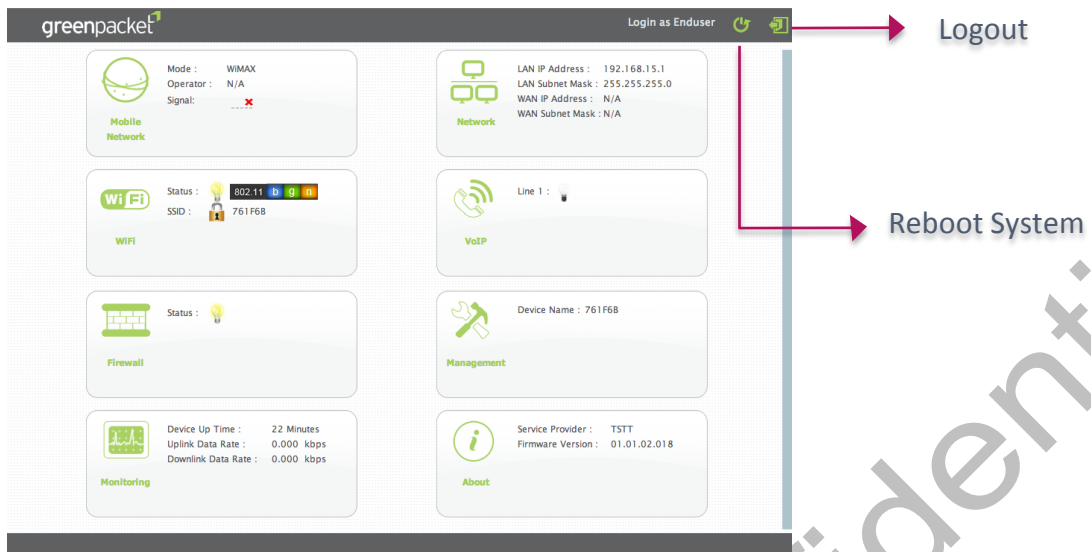 greenpacket
Login as Enduser
Logout
Mode : WiMAX
Operator : N/A
Signal:
Mobile
Network
LAN IP Address : 192.168.15.1
LAN Subnet Mask : 255.255.255.0
WAN IP Address : N/A
WAN Subnet Mask : N/A
Network
WiFi
Status : 802.11 b g n
SSID : 761F6B
WiFi
Line 1 :
VoIP
Reboot System
Status :
Firewall
Device Name : 761F6B
Management
Device Up Time : 22 Minutes
Uplink Data Rate : 0.000 kbps
Downlink Data Rate : 0.000 kbps
Monitoring
Service Provider : TSTT
Firmware Version : 01.01.02.018
i
About
identi